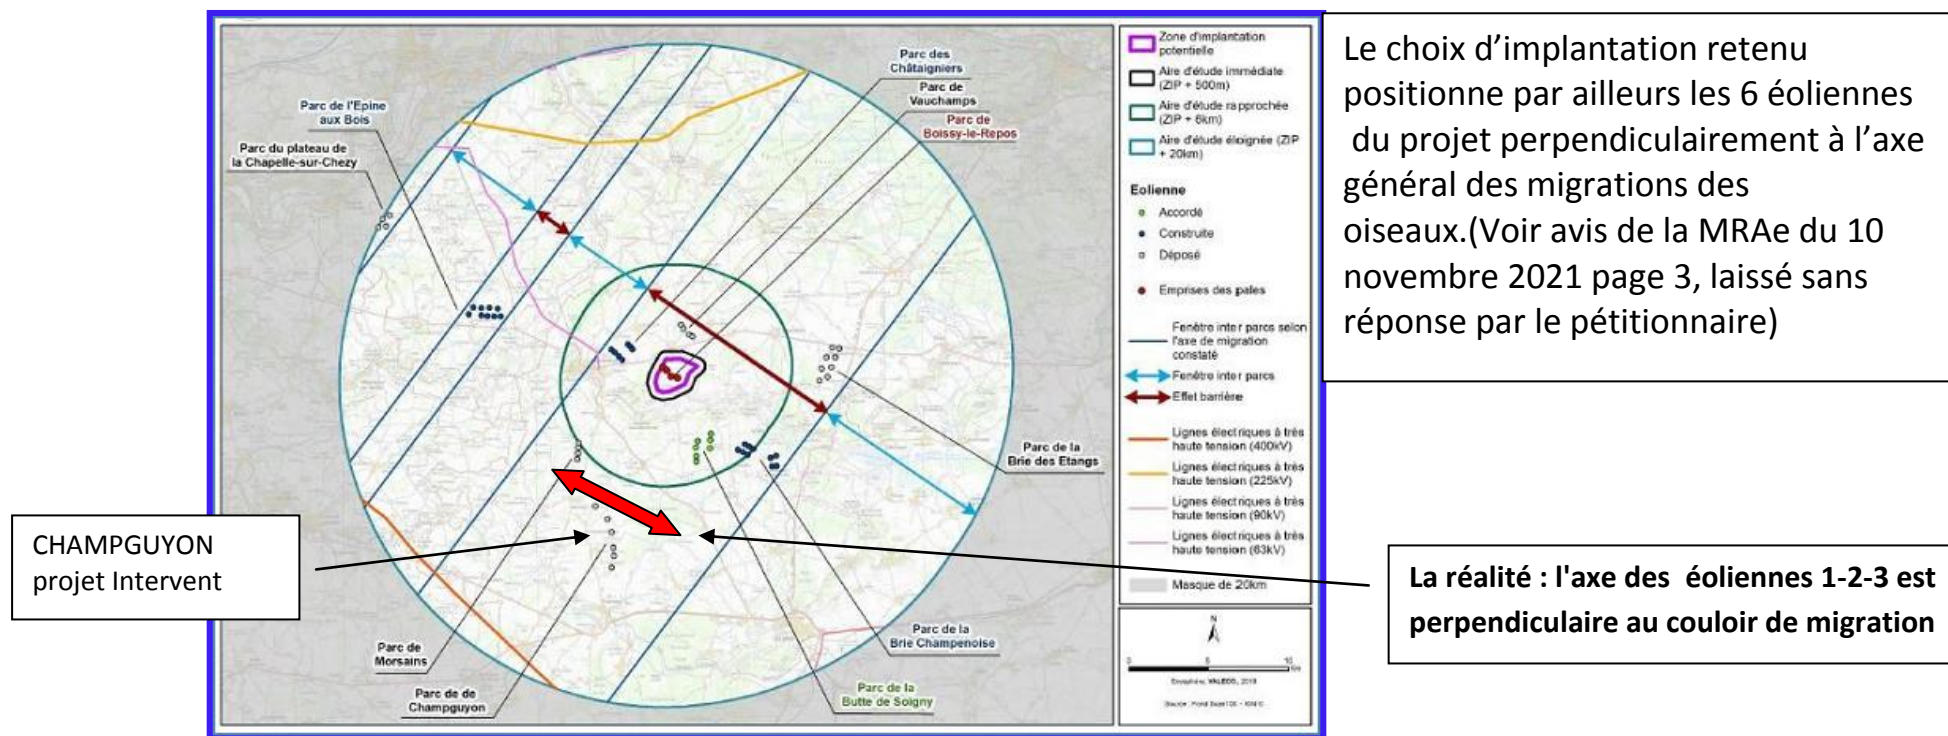 Parc des
Châtaigniers
Parc de
Vauchamps
Parc de
Boissy-le-Repos
Parc de l'Epine
aux Bois
Parc du plateau de
la Chapelle-sur-Chezy
Parc de la
Brie des Etangs
Parc de la
Brie Champenoise
Parc de
Morsains
Parc de de
Champguyon
Parc de la
Butte de Soigny
Zone d'implantation
potentielle
Aire d'étude immédiate
(ZIP + 500m)
Aire d'étude rapprochée
(ZIP + 6km)
Aire d'étude éloignée (ZIP
+ 20km)
Eolienne
Accordé
Construite
Déposé
Emprises des pales
Fenêtre inter parcs selon
l'axe de migration
constaté
Fenêtre inter parcs
Effet barrière
Lignes électriques à très
haute tension (400kV)
Lignes électriques à très
haute tension (225kV)
Lignes électriques à très
haute tension (90kV)
Lignes électriques à très
haute tension (63kV)
Masque de 20km
N
0 5 10
Km
Le choix d’implantation retenu
positionne par ailleurs les 6 éoliennes
du projet perpendiculairement à l’axe
général des migrations des
oiseaux.(Voir avis de la MRAe du 10
novembre 2021 page 3, laissé sans
réponse par le pétitionnaire)
CHAMPGUYON
projet Intervent
La réalité : l'axe des éoliennes 1-2-3 est
perpendiculaire au couloir de migration